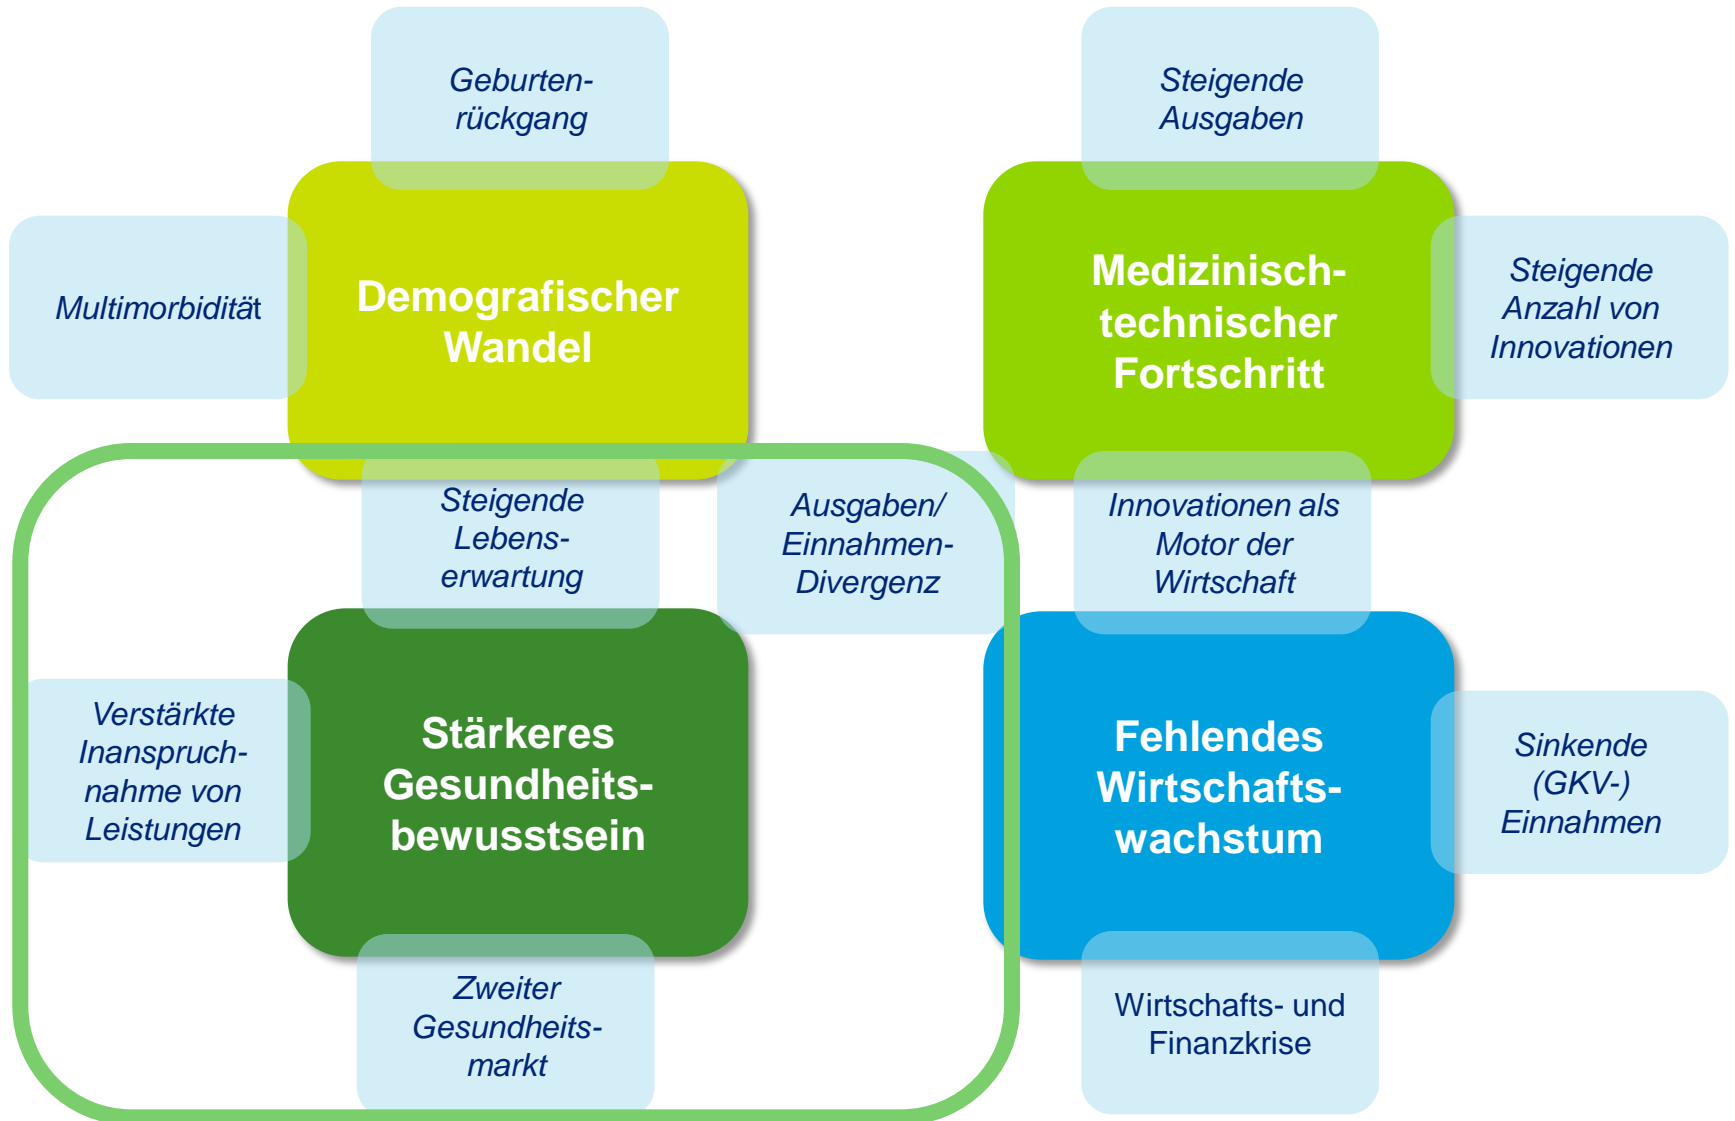 Geburten-
rückgang
Steigende
Ausgaben
Multimorbidität
Demografischer
Wandel
Medizinisch-
technischer
Fortschritt
Steigende
Anzahl von
Innovationen
Steigende
Lebens-
erwartung
Ausgaben/
Einnahmen-
Divergenz
Innovationen als
Motor der
Wirtschaft
Verstärkte
Inanspruch-
nahme von
Leistungen
Stärkeres
Gesundheits-
bewusstsein
Fehlendes
Wirtschafts-
wachstum
Sinkende
(GKV-)
Einnahmen
Zweiter
Gesundheits-
markt
Wirtschafts- und
Finanzkrise